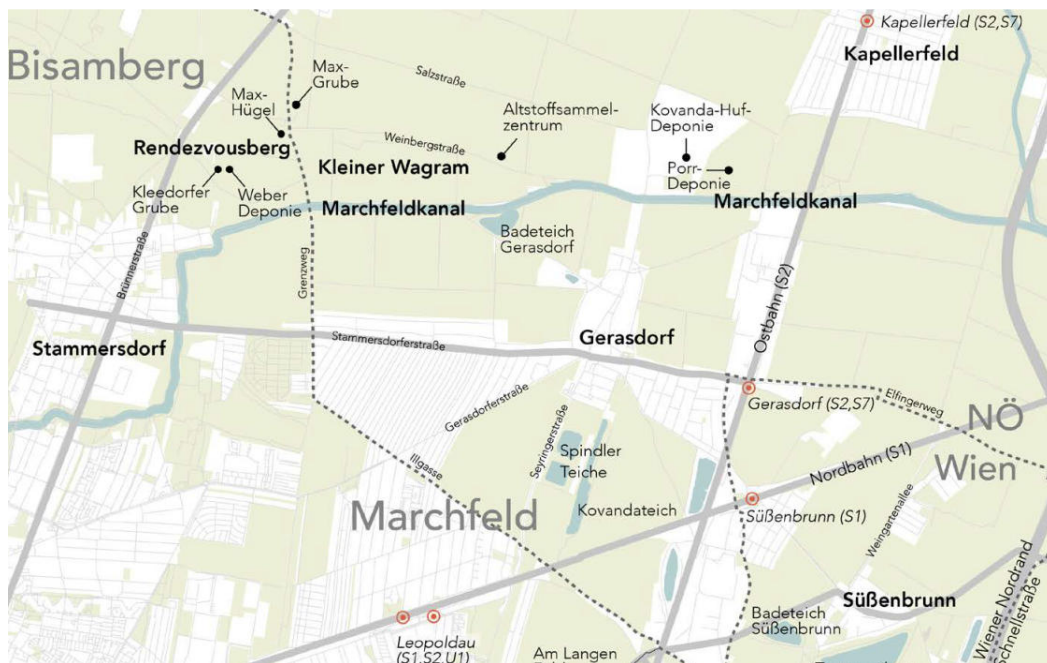 Kapellerfeld (S2,S7)
Kapellerfeld
Bisamberg
Max-
Grube
Salzstraße
Max-
Hügel
Altstoffsammel-
zentrum
Kovanda-Huf-
Deponie
Rendezvousberg
Weinbergstraße
Kleiner Wagram
Porr-
Deponie
Kleedorfer
Grube
Weber
Deponie
Marchfeldkanal
Marchfeldkanal
Badeteich
Gerasdorf
Brünnerstraße
Grenzweg
Ostbahn (S2)
Stammersdorf
Stammersdorferstraße
Gerasdorf
Gerasdorferstraße
Gerasdorf (S2,S7)
Elfingerweg
NÖ
Wien
Illgasse
Seyringerstraße
Spindler
Teiche
Nordbahn (S1)
Marchfeld
Kovandateich
Süßenbrunn (S1)
Weingartenallee
Süßenbrunn
Badeteich
Süßenbrunn
Leopoldau
(S1,S2,U1)
Am Langen
Wiener Nordrand
Schnellstraße